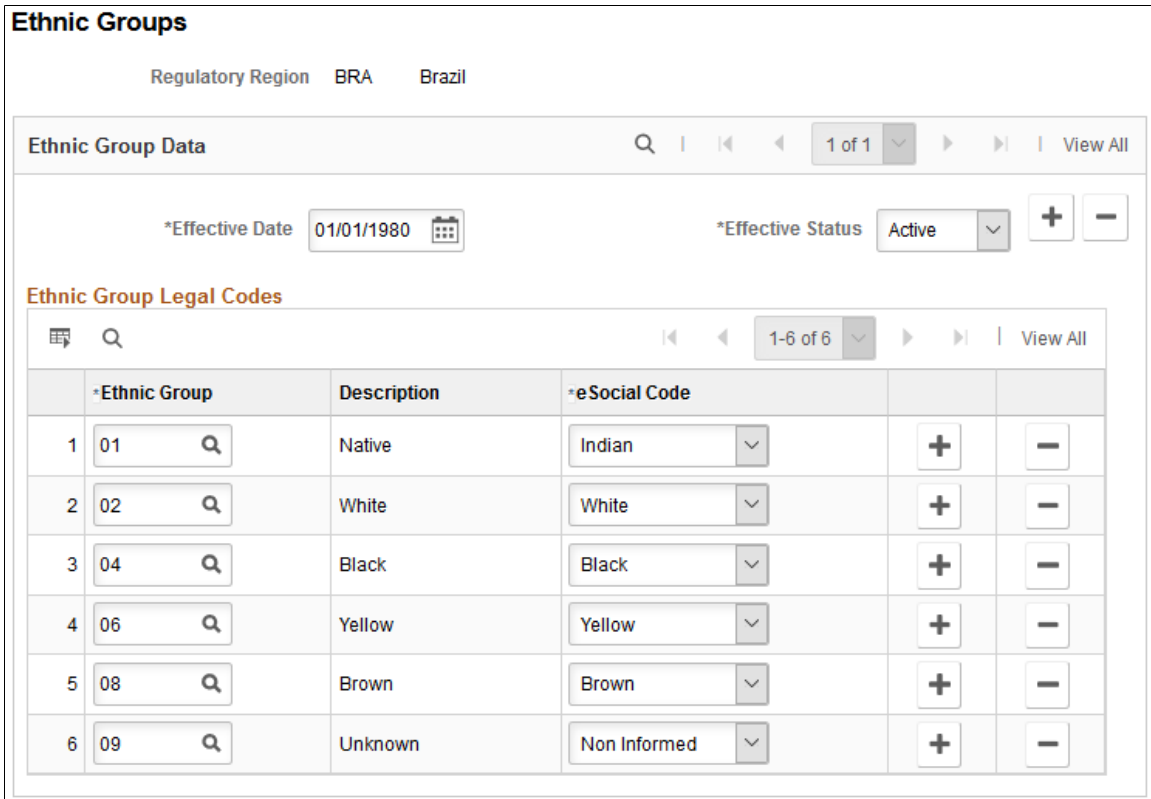 Ethnic Groups
Regulatory Region BRA Brazil
Ethnic Group Data 1 of 1 View All
*Effective Date 01/01/1980 *Effective Status Active
Ethnic Group Legal Codes
1-6 of 6 View All
*Ethnic Group Description *eSocial Code
1 01 Native Indian
2 02 White White
3 04 Black Black
4 06 Yellow Yellow
5 08 Brown Brown
6 09 Unknown Non Informed